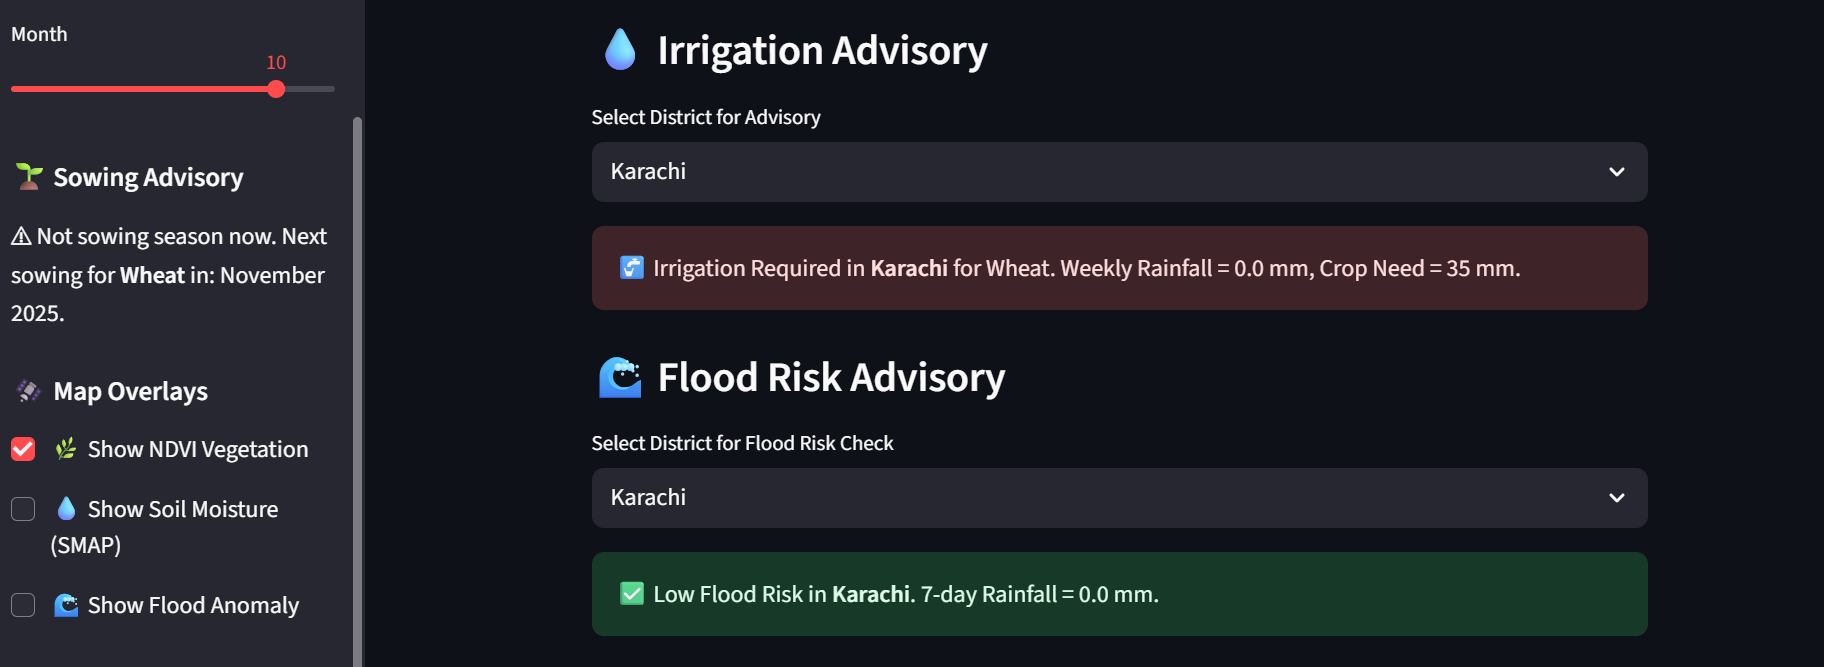 Month
10
Sowing Advisory
⚠ Not sowing season now. Next
sowing for Wheat in: November
2025.
Map Overlays
Show NDVI Vegetation
Show Soil Moisture
(SMAP)
Show Flood Anomaly
Irrigation Advisory
Select District for Advisory
Karachi
Irrigation Required in Karachi for Wheat. Weekly Rainfall = 0.0 mm, Crop Need = 35 mm.
Flood Risk Advisory
Select District for Flood Risk Check
Karachi
Low Flood Risk in Karachi. 7-day Rainfall = 0.0 mm.